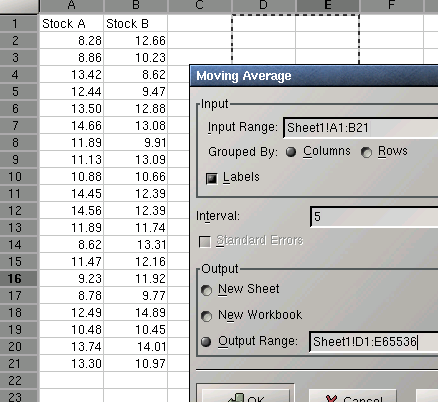 A B C D E F
1 Stock A Stock B
2 8.28 12.66
3 8.86 10.23
4 13.42 8.62
5 12.44 9.47
6 13.50 12.88
7 14.66 13.08
8 11.89 9.91
9 11.13 13.09
10 10.88 10.66
11 14.45 12.39
12 14.56 12.39
13 11.89 11.74
14 8.62 13.31
15 11.47 12.16
16 9.23 11.92
17 8.78 9.77
18 12.49 14.89
19 10.48 10.45
20 13.74 14.01
21 13.30 10.97
22
23
Moving Average
Input
Input Range: Sheet1!A1:B21
Grouped By: Columns Rows
Labels
Interval: 5
Standard Errors
Output
New Sheet
New Workbook
Output Range: Sheet1!D1:E65536
OK Cancel